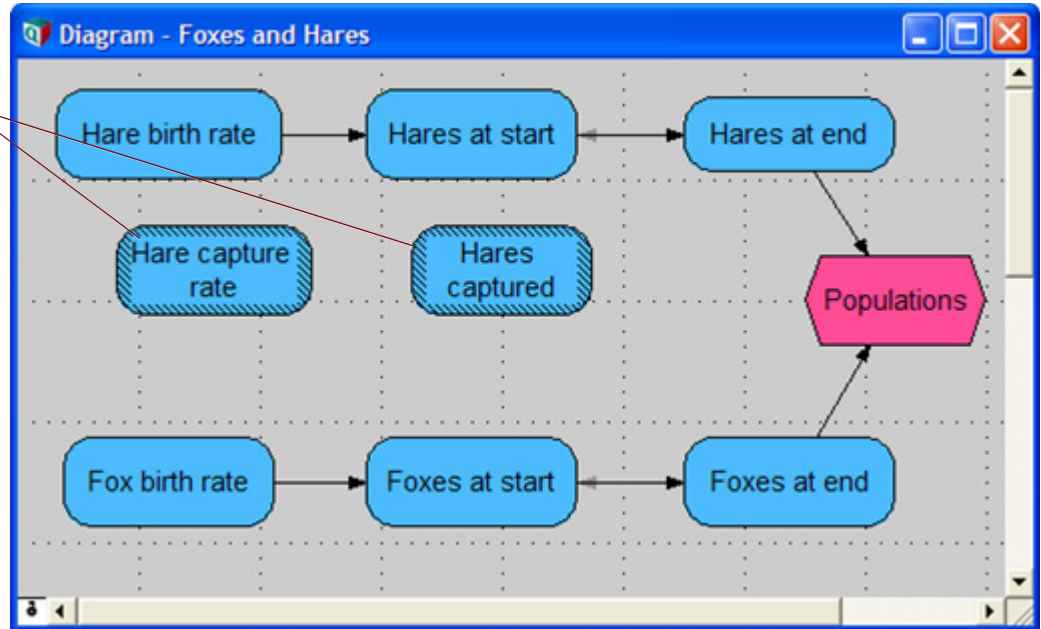 Diagram - Foxes and Hares
Hare birth rate
Hares at start
Hares at end
Hare capture
rate
Hares
captured
Populations
Fox birth rate
Foxes at start
Foxes at end